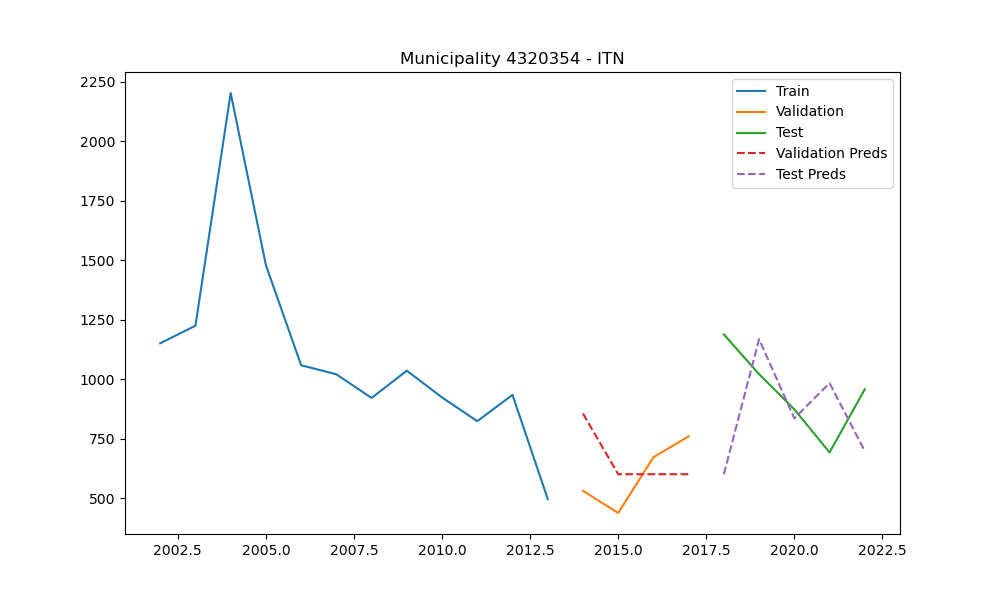 Municipality 4320354 - ITN
Train
Validation
Test
Validation Preds
Test Preds
2250
2000
1750
1500
1250
1000
750
500
2002.5 2005.0 2007.5 2010.0 2012.5 2015.0 2017.5 2020.0 2022.5